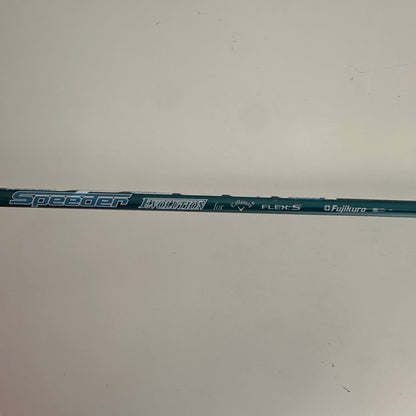 Speeder EVOLUTION for Callaway FLEX:S Fujikura